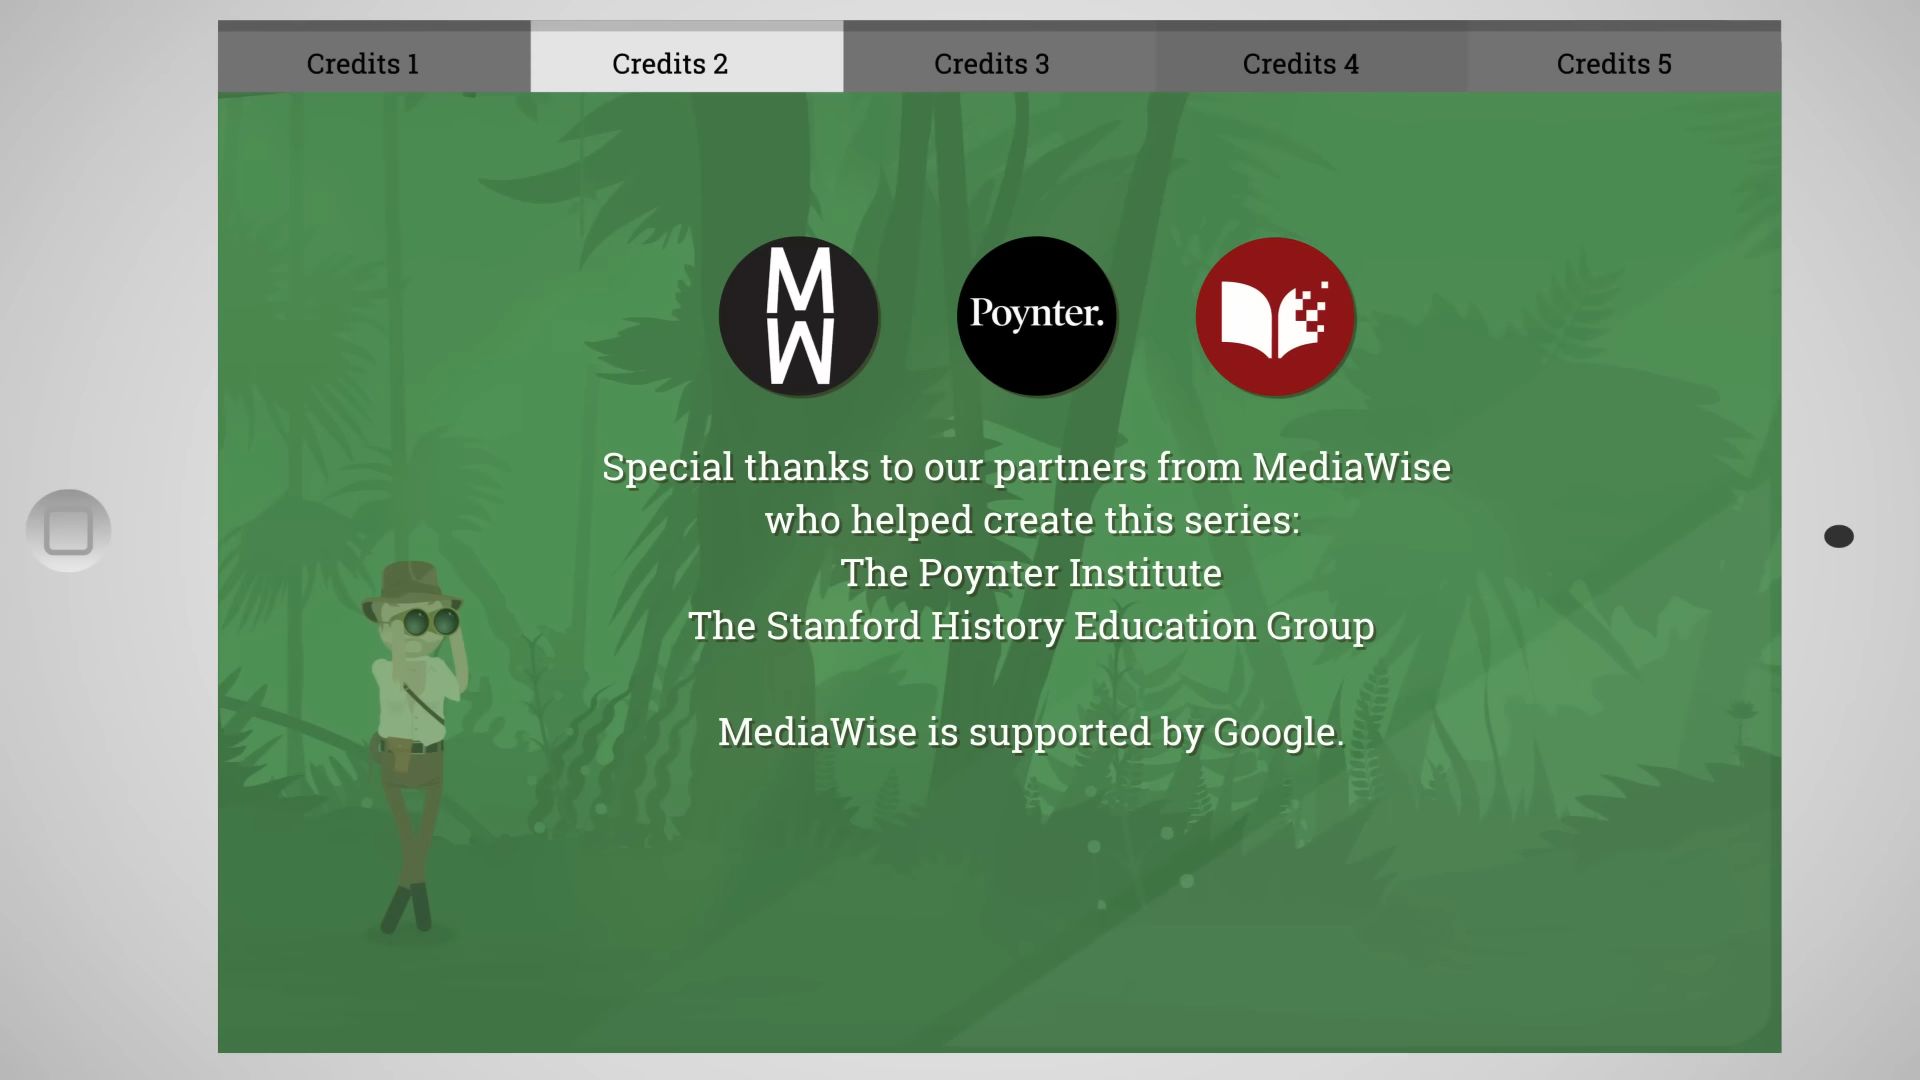 Credits 1
Credits 2
Credits 3
Credits 4
Credits 5
M
W
Poynter.
Special thanks to our partners from MediaWise
who helped create this series:
The Poynter Institute
The Stanford History Education Group
MediaWise is supported by Google.